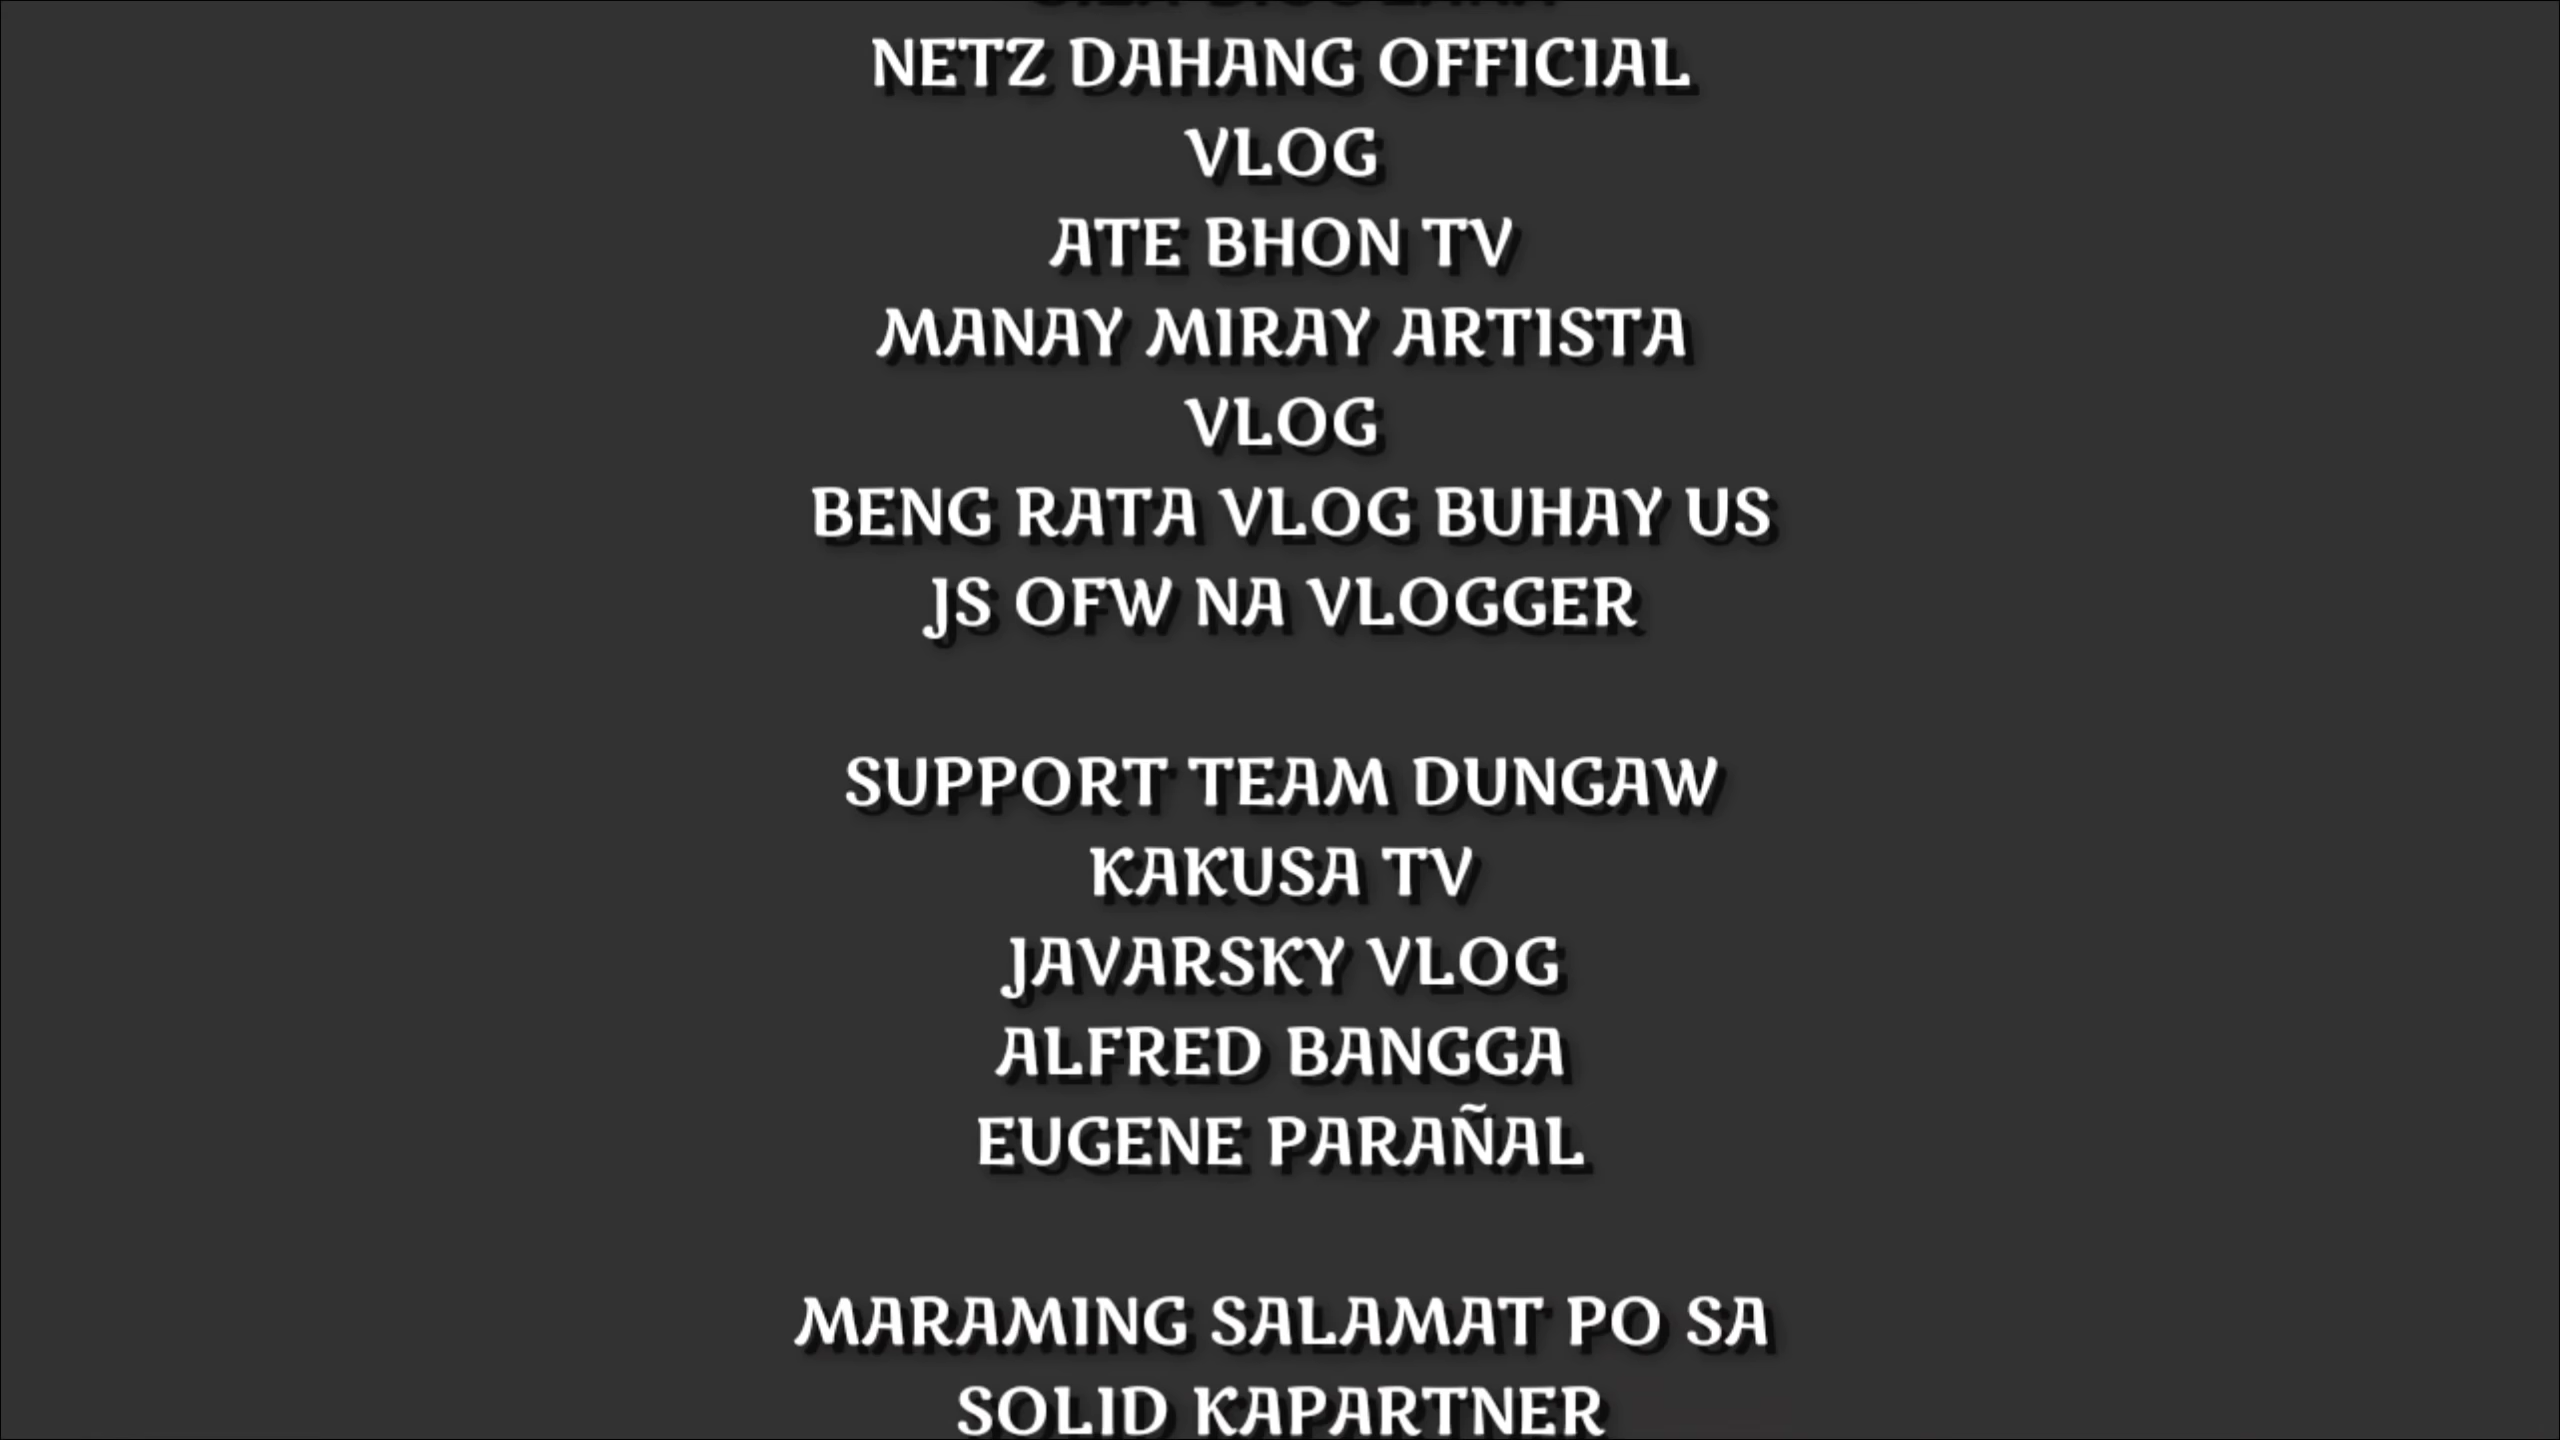 NETZ DAHANG OFFICIAL
VLOG
ATE BHON TV
MANAY MIRAY ARTISTA
VLOG
BENG RATA VLOG BUHAY US
JS OFW NA VLOGGER
SUPPORT TEAM DUNGAW
KAKUSA TV
JAVARSKY VLOG
ALFRED BANGGA
EUGENE PARAÑAL
MARAMING SALAMAT PO SA
SOLID KAPARTNER